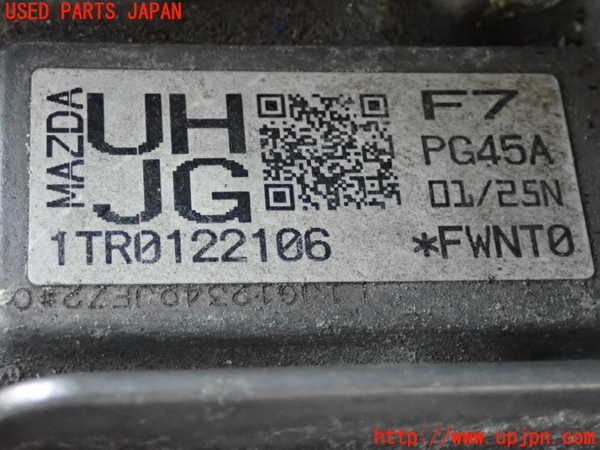 USED PARTS JAPAN
MAZDA
UH
JG
F7
PG45A
01/25N
1TR0122106
*FWNT0
http://www.upjpn.com